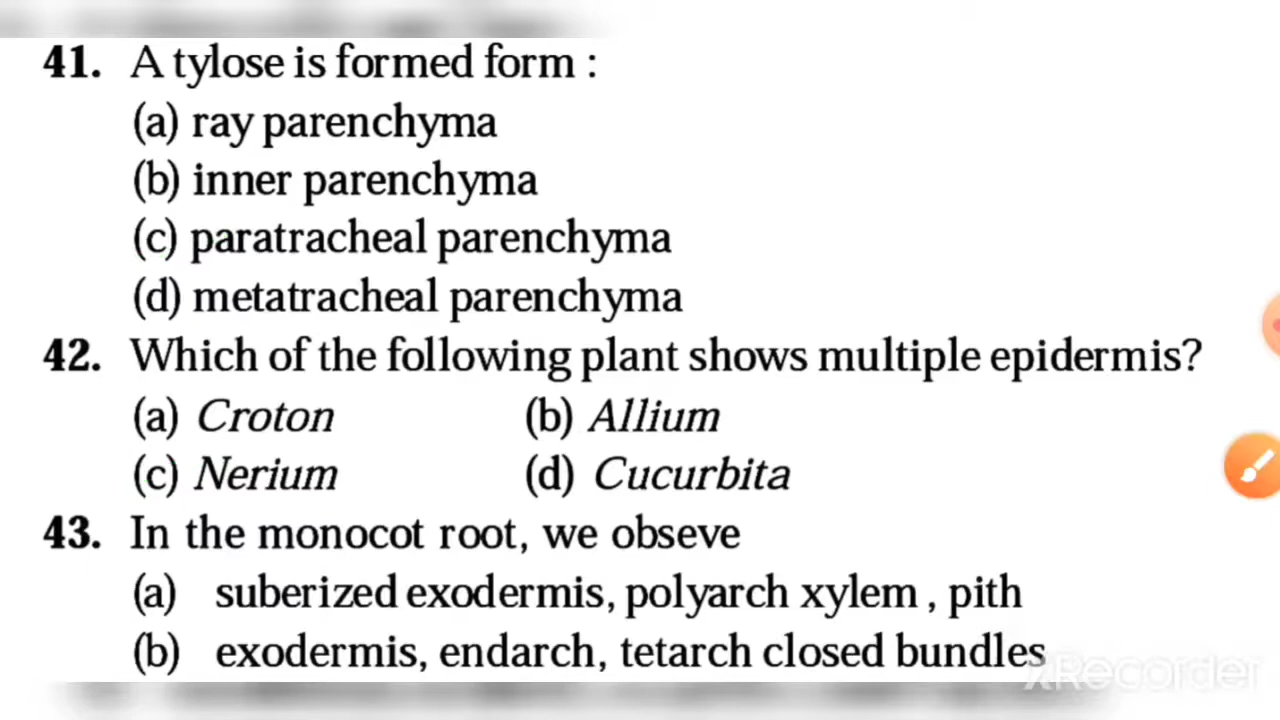 41. A tylose is formed form :
(a) ray parenchyma
(b) inner parenchyma
(c) paratracheal parenchyma
(d) metatracheal parenchyma
42. Which of the following plant shows multiple epidermis?
(a) Croton (b) Allium
(c) Nerium (d) Cucurbita
43. In the monocot root, we obseve
(a) suberized exodermis, polyarch xylem , pith
(b) exodermis, endarch, tetarch closed bundles
XRecorder